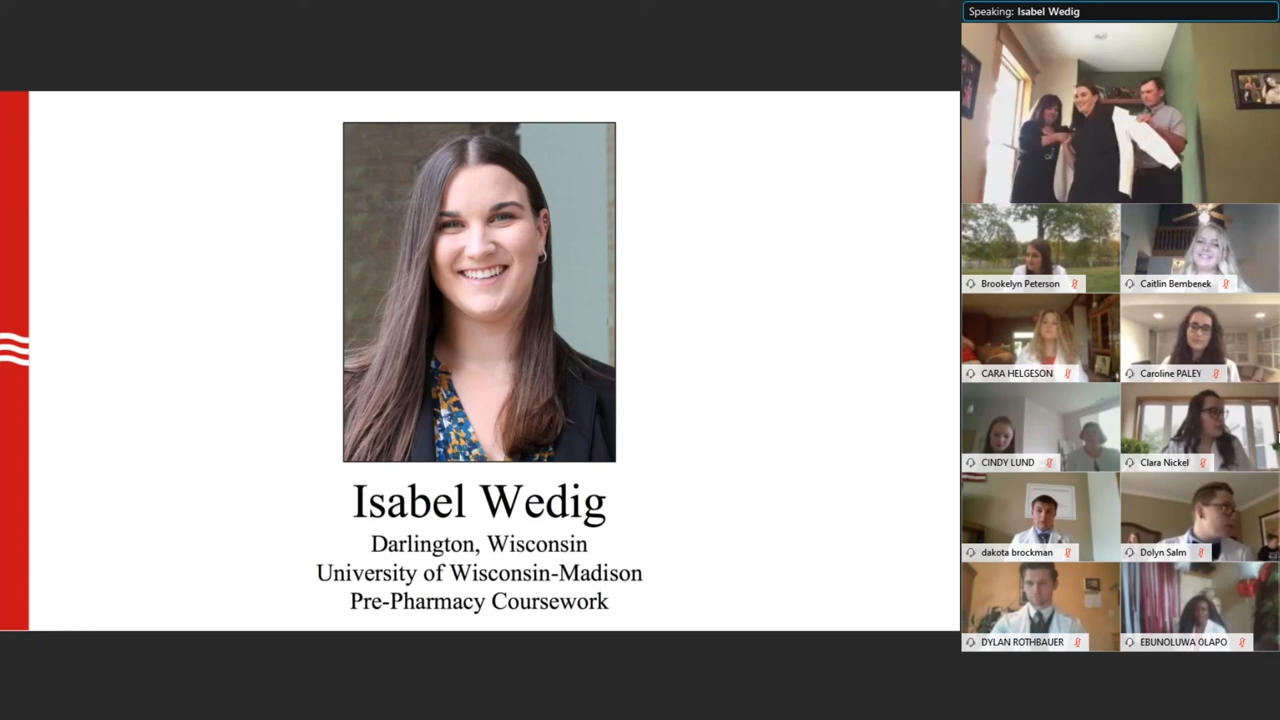 Speaking: Isabel Wedig
Isabel Wedig
Darlington, Wisconsin
University of Wisconsin-Madison
Pre-Pharmacy Coursework
Brookelyn Peterson
Caitlin Bembenek
CARA HELGESON
Caroline PALEY
CINDY LUND
Clara Nickel
dakota brockman
Dolyn Salm
DYLAN ROTHBAUER
EBUNOLUWA OLAPO